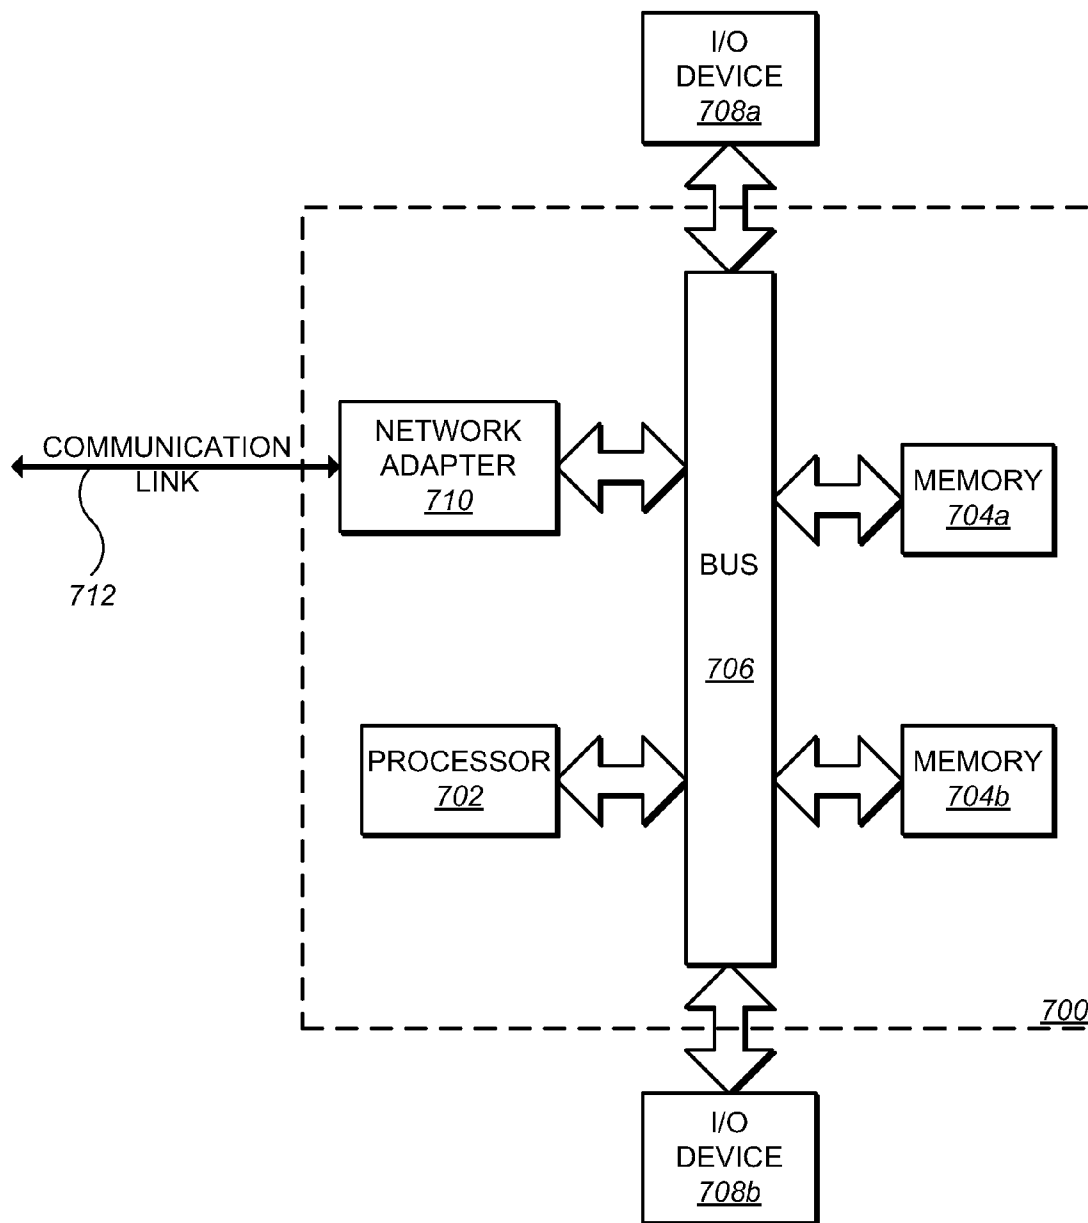 I/O
DEVICE
708a
COMMUNICATION
LINK
712
NETWORK
ADAPTER
710
MEMORY
704a
BUS
706
PROCESSOR
702
MEMORY
704b
700
I/O
DEVICE
708b